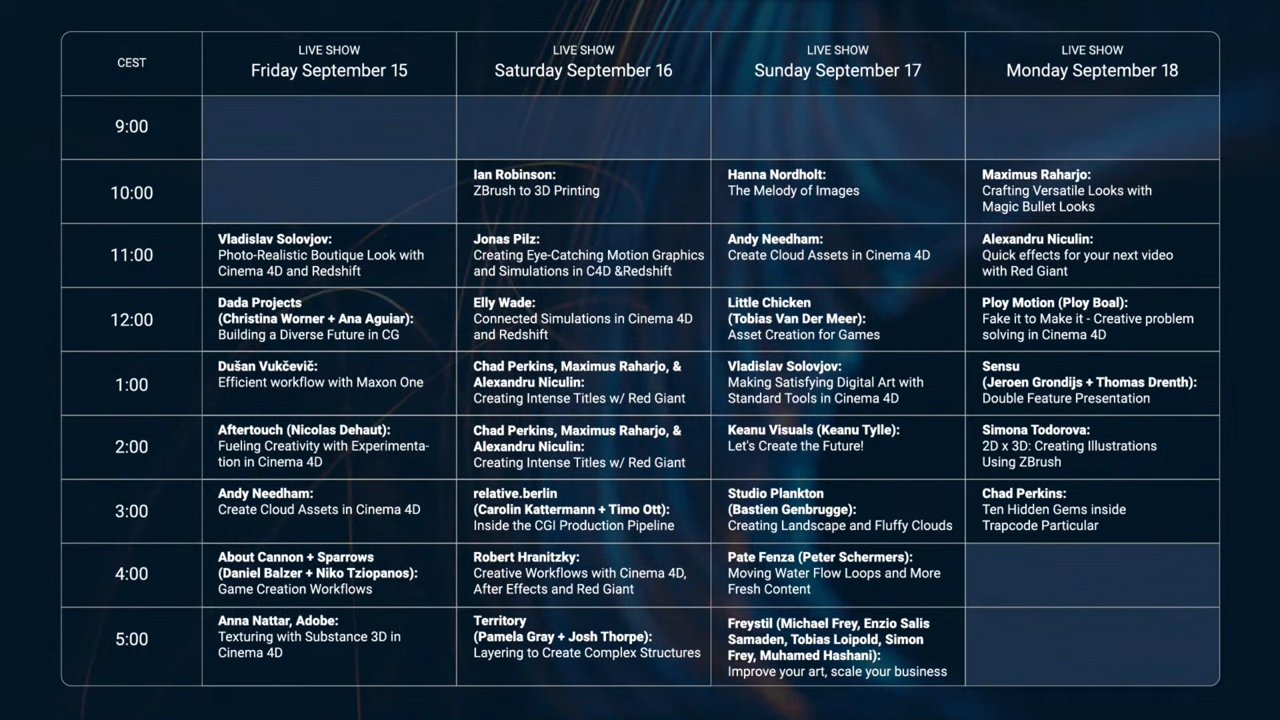 CEST
LIVE SHOW
Friday September 15
LIVE SHOW
Saturday September 16
LIVE SHOW
Sunday September 17
LIVE SHOW
Monday September 18
9:00
10:00
Ian Robinson:
ZBrush to 3D Printing
Hanna Nordholt:
The Melody of Images
Maximus Raharjo:
Crafting Versatile Looks with
Magic Bullet Looks
11:00
Vladislav Solovjov:
Photo-Realistic Boutique Look with
Cinema 4D and Redshift
Jonas Pilz:
Creating Eye-Catching Motion Graphics
and Simulations in C4D &Redshift
Andy Needham:
Create Cloud Assets in Cinema 4D
Alexandru Niculin:
Quick effects for your next video
with Red Giant
12:00
Dada Projects
(Christina Worner + Ana Aguiar):
Building a Diverse Future in CG
Elly Wade:
Connected Simulations in Cinema 4D
and Redshift
Little Chicken
(Tobias Van Der Meer):
Asset Creation for Games
Ploy Motion (Ploy Boal):
Fake it to Make it - Creative problem
solving in Cinema 4D
1:00
Dušan Vukčevič:
Efficient workflow with Maxon One
Chad Perkins, Maximus Raharjo, &
Alexandru Niculin:
Creating Intense Titles w/ Red Giant
Vladislav Solovjov:
Making Satisfying Digital Art with
Standard Tools in Cinema 4D
Sensu
(Jeroen Grondijs + Thomas Drenth):
Double Feature Presentation
2:00
Aftertouch (Nicolas Dehaut):
Fueling Creativity with Experimenta-
tion in Cinema 4D
Chad Perkins, Maximus Raharjo, &
Alexandru Niculin:
Creating Intense Titles w/ Red Giant
Keanu Visuals (Keanu Tylle):
Let's Create the Future!
Simona Todorova:
2D x 3D: Creating Illustrations
Using ZBrush
3:00
Andy Needham:
Create Cloud Assets in Cinema 4D
relative.berlin
(Carolin Kattermann + Timo Ott):
Inside the CGI Production Pipeline
Studio Plankton
(Bastien Genbrugge):
Creating Landscape and Fluffy Clouds
Chad Perkins:
Ten Hidden Gems inside
Trapcode Particular
4:00
About Cannon + Sparrows
(Daniel Balzer + Niko Tziopanos):
Game Creation Workflows
Robert Hranitzky:
Creative Workflows with Cinema 4D,
After Effects and Red Giant
Pate Fenza (Peter Schermers):
Moving Water Flow Loops and More
Fresh Content
5:00
Anna Nattar, Adobe:
Texturing with Substance 3D in
Cinema 4D
Territory
(Pamela Gray + Josh Thorpe):
Layering to Create Complex Structures
Freystil (Michael Frey, Enzio Salis
Samaden, Tobias Loipold, Simon
Frey, Muhamed Hashani):
Improve your art, scale your business